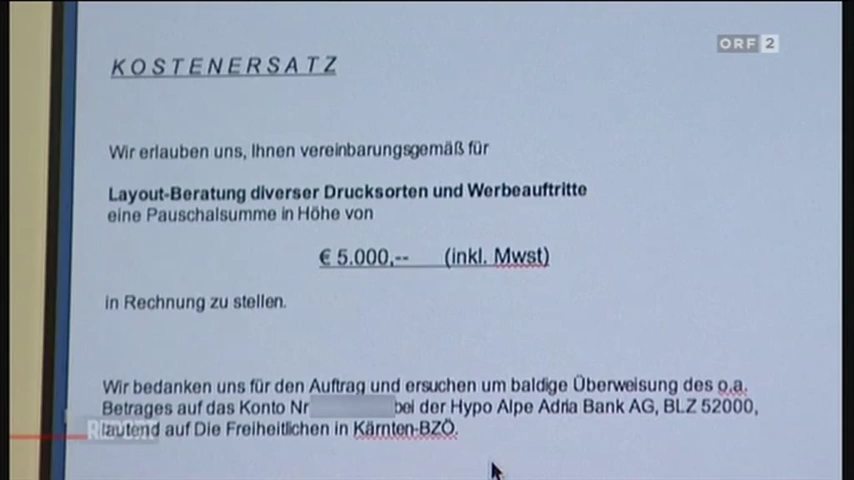 ORF 2
KOSTENERSATZ
Wir erlauben uns, Ihnen vereinbarungsgemäß für
Layout-Beratung diverser Drucksorten und Werbeauftritte
eine Pauschalsumme in Höhe von
€ 5.000,-- (inkl. Mwst)
in Rechnung zu stellen.
Wir bedanken uns für den Auftrag und ersuchen um baldige Überweisung des o.a.
Betrages auf das Konto Nr bei der Hypo Alpe Adria Bank AG, BLZ 52000,
lautend auf Die Freiheitlichen in Kärnten-BZÖ.
REPORT